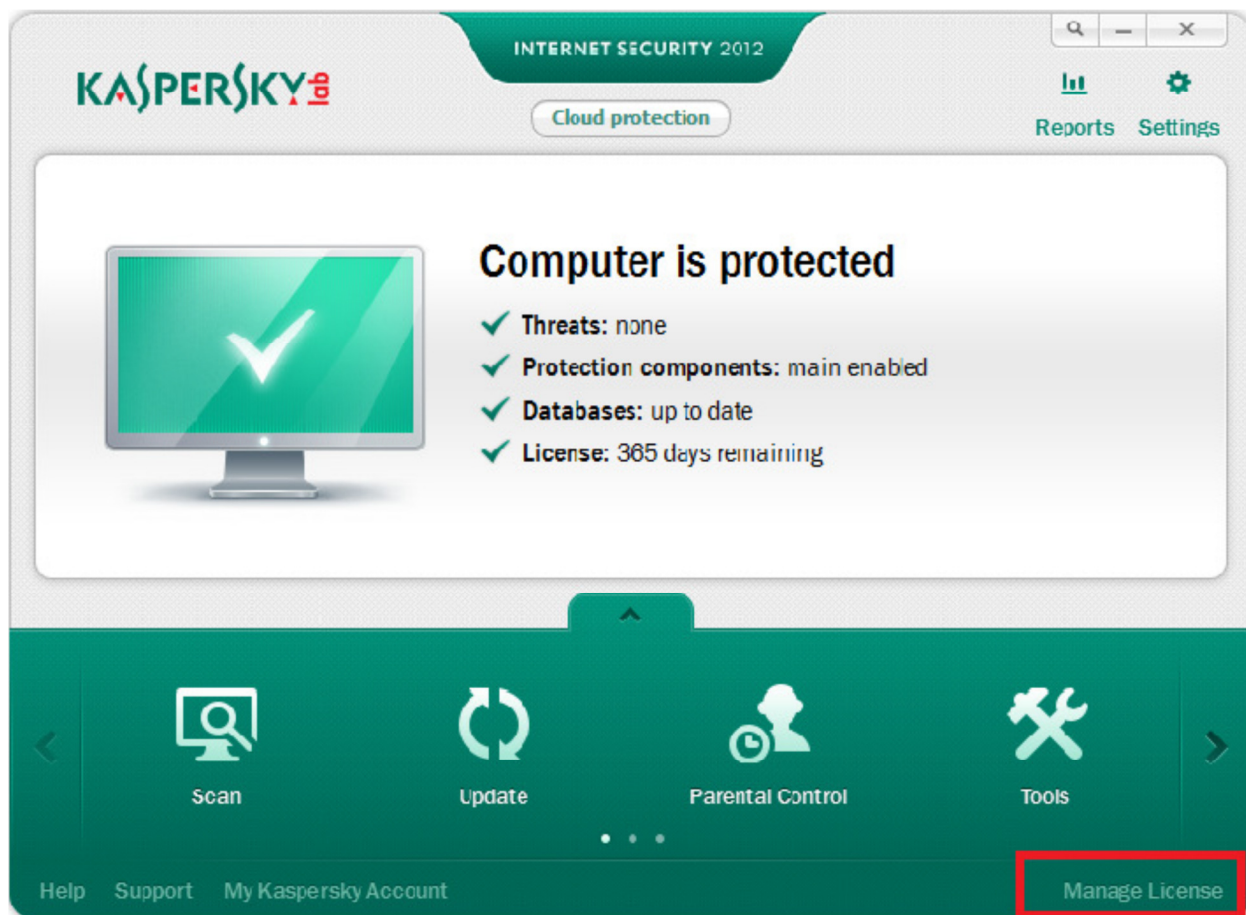 INTERNET SECURITY 2012
KASPERSKY lab
Cloud protection
Reports Settings
Computer is protected
Threats: none
Protection components: main enabled
Databases: up to date
License: 365 days remaining
Scan Update Parental Control Tools
Help Support My Kaspersky Account Manage License